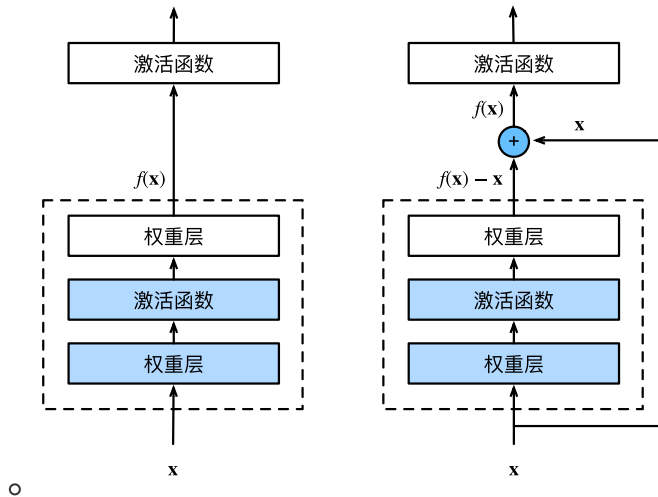 激活函数
f(x)
权重层
激活函数
权重层
x
激活函数
f(x)
x
+
f(x) − x
权重层
激活函数
权重层
x